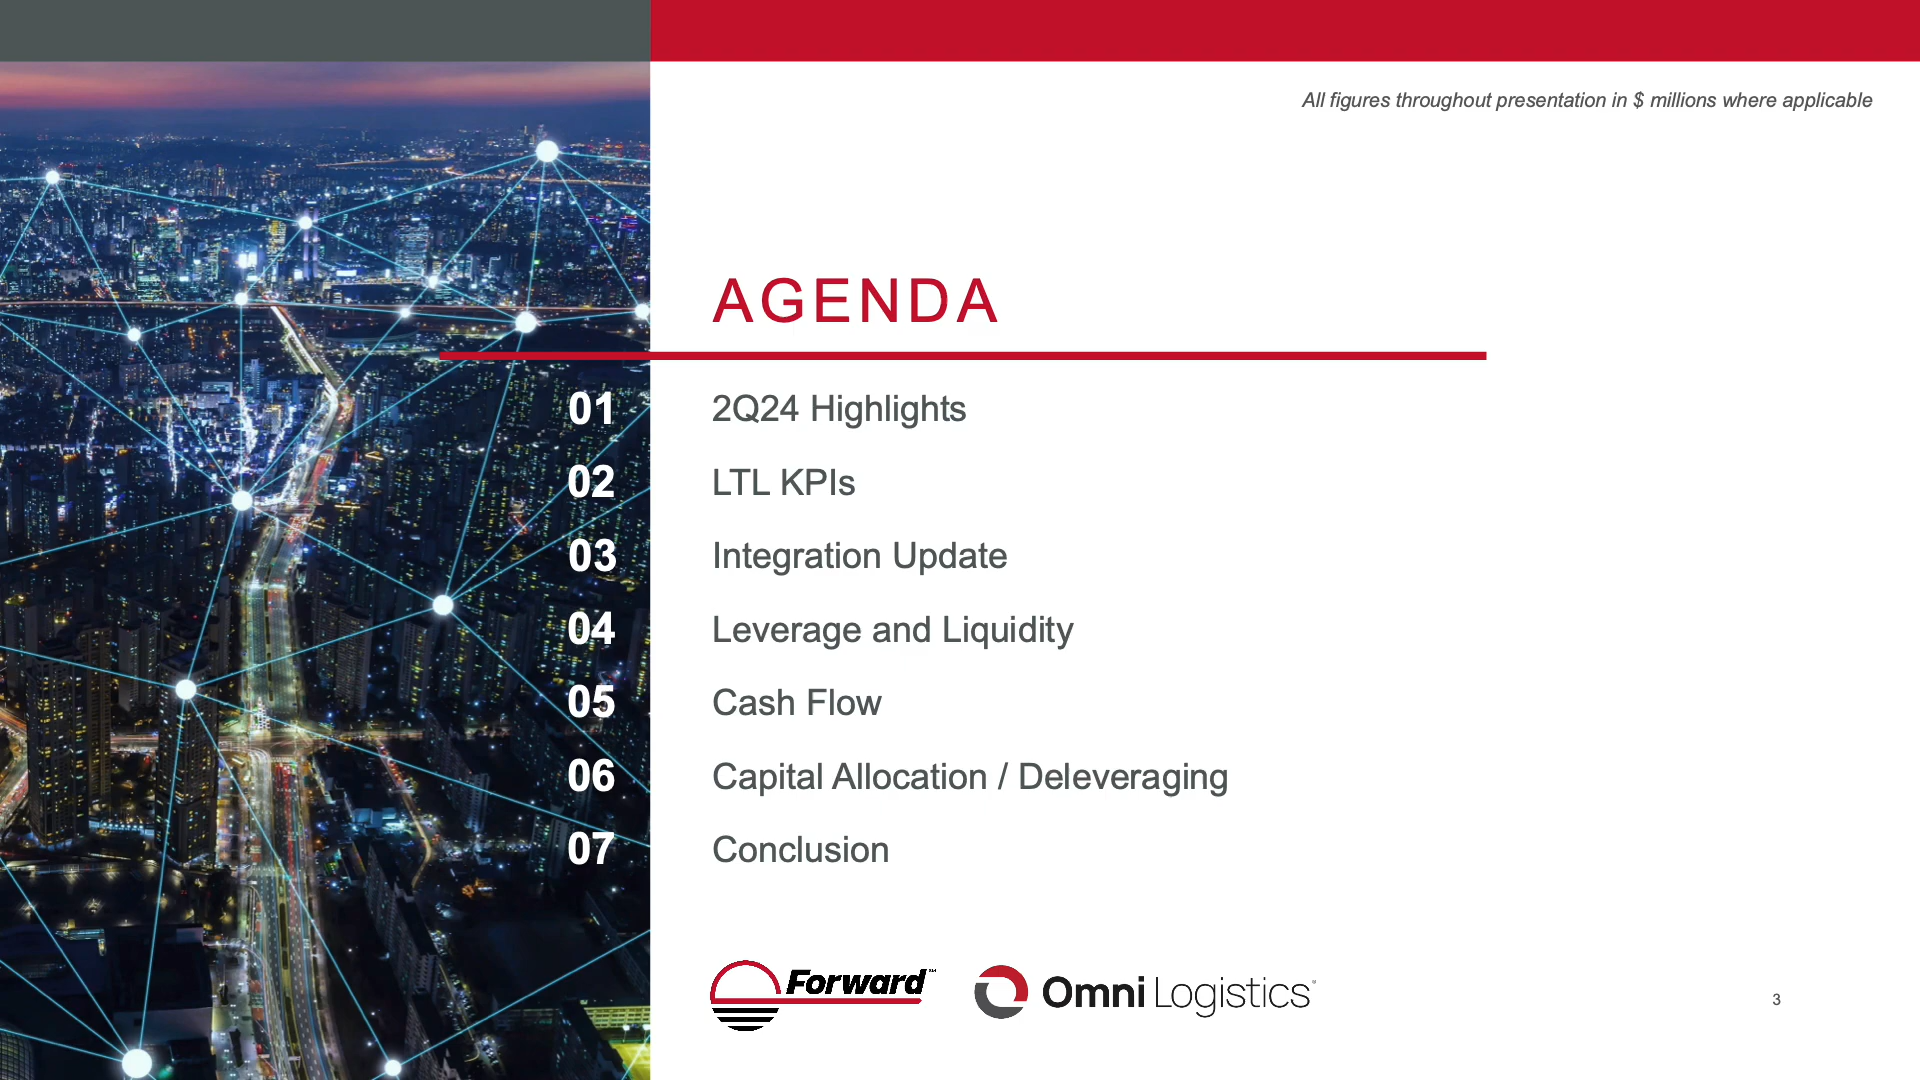 All figures throughout presentation in $ millions where applicable
AGENDA
01 2Q24 Highlights
02 LTL KPIs
03 Integration Update
04 Leverage and Liquidity
05 Cash Flow
06 Capital Allocation / Deleveraging
07 Conclusion
Forward™ Omni Logistics
3